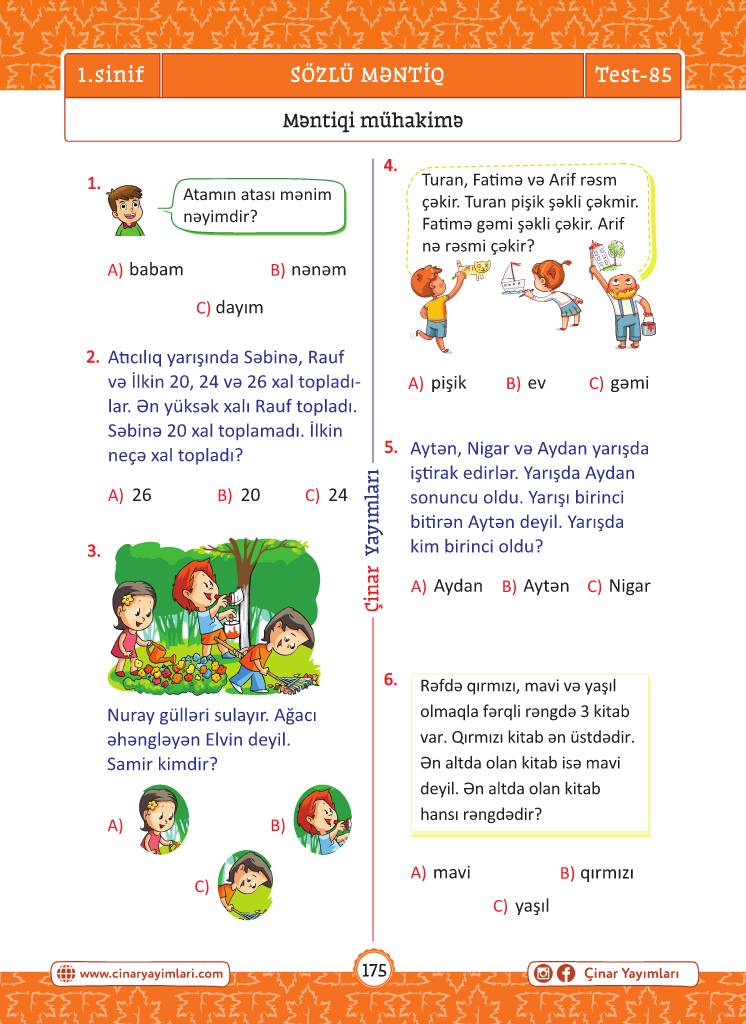 1.sinif
SÖZLÜ MƏNTİQ
Test-85
Məntiqi mühakimə
1.
Atamın atası mənim
nəyimdir?
A) babam
B) nənəm
C) dayım
2. Atıcılıq yarışında Səbinə, Rauf
və İlkin 20, 24 və 26 xal topladı-
lar. Ən yüksək xalı Rauf topladı.
Səbinə 20 xal toplamadı. İlkin
neçə xal topladı?
A) 26
B) 20
C) 24
3.
Nuray gülləri sulayır. Ağacı
əhəngləyən Elvin deyil.
Samir kimdir?
A)
B)
C)
Çinar Yayımları
4.
Turan, Fatimə və Arif rəsm
çəkir. Turan pişik şəkli çəkmir.
Fatimə gəmi şəkli çəkir. Arif
nə rəsmi çəkir?
A) pişik
B) ev
C) gəmi
5. Aytən, Nigar və Aydan yarışda
iştirak edirlər. Yarışda Aydan
sonuncu oldu. Yarışı birinci
bitirən Aytən deyil. Yarışda
kim birinci oldu?
A) Aydan
B) Aytən
C) Nigar
6.
Rəfdə qırmızı, mavi və yaşıl
olmaqla fərqli rəngdə 3 kitab
var. Qırmızı kitab ən üstdədir.
Ən altda olan kitab isə mavi
deyil. Ən altda olan kitab
hansı rəngdədir?
A) mavi
B) qırmızı
C) yaşıl
www.cinaryayimlari.com
175
Çinar Yayımları